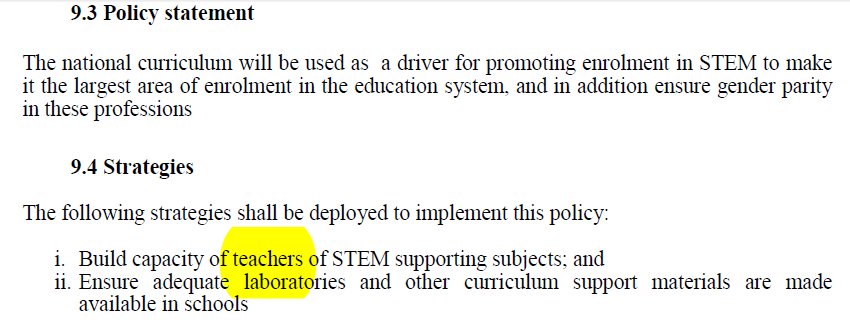 9.3 Policy statement
The national curriculum will be used as a driver for promoting enrolment in STEM to make
it the largest area of enrolment in the education system, and in addition ensure gender parity
in these professions
9.4 Strategies
The following strategies shall be deployed to implement this policy:
i. Build capacity of teachers of STEM supporting subjects; and
ii. Ensure adequate laboratories and other curriculum support materials are made
available in schools